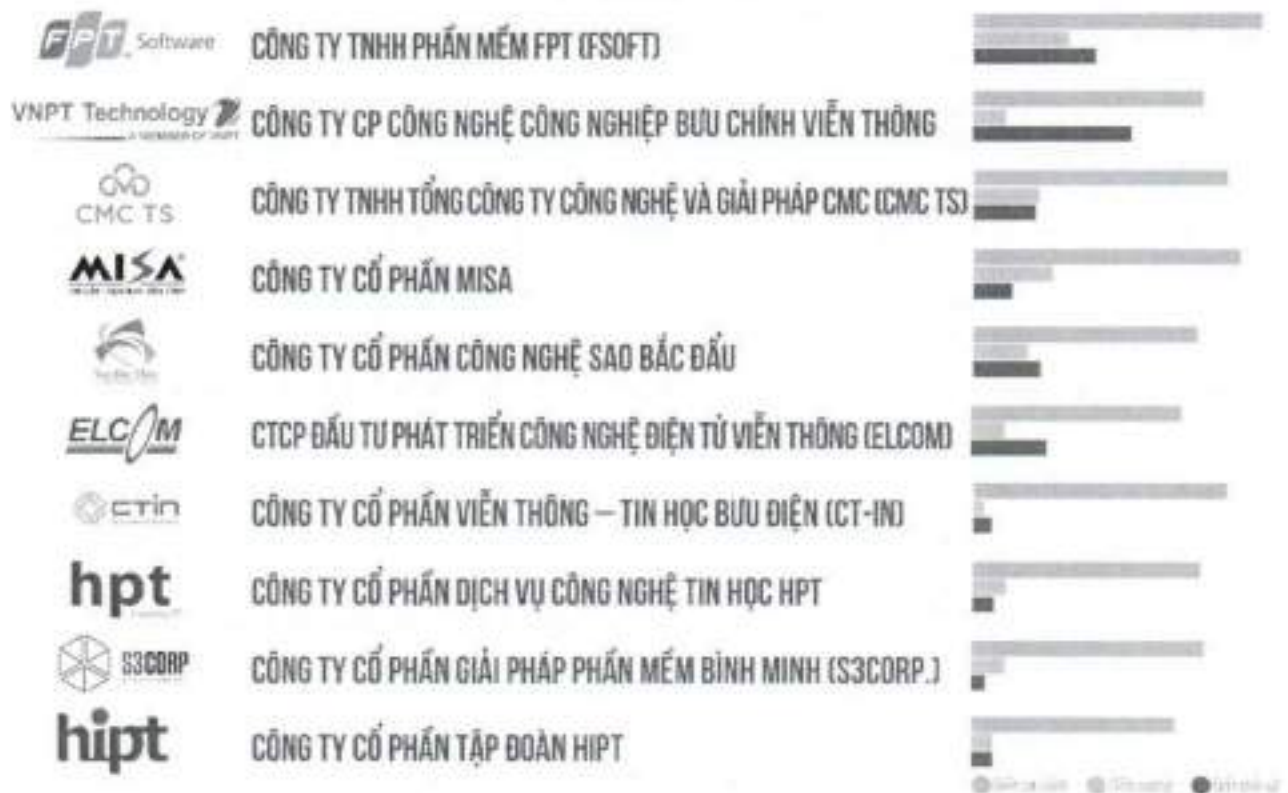 FPT Software CÔNG TY TNHH PHẦN MỀM FPT (FSOFT)
VNPT Technology
A MEMBER OF VNPT
CÔNG TY CP CÔNG NGHỆ CÔNG NGHIỆP BƯU CHÍNH VIỄN THÔNG
CMC TS
CÔNG TY TNHH TỔNG CÔNG TY CÔNG NGHỆ VÀ GIẢI PHÁP CMC (CMC TS)
MISA CÔNG TY CỔ PHẦN MISA
CÔNG TY CỔ PHẦN CÔNG NGHỆ SAO BẮC ĐẨU
ELCOM CTCP ĐẦU TƯ PHÁT TRIỂN CÔNG NGHỆ ĐIỆN TỬ VIỄN THÔNG (ELCOM)
CTIN CÔNG TY CỔ PHẦN VIỄN THÔNG – TIN HỌC BƯU ĐIỆN (CT-IN)
hpt CÔNG TY CỔ PHẦN DỊCH VỤ CÔNG NGHỆ TIN HỌC HPT
S3CORP CÔNG TY CỔ PHẦN GIẢI PHÁP PHẦN MỀM BÌNH MINH (S3CORP.)
hipt CÔNG TY CỔ PHẦN TẬP ĐOÀN HIPT